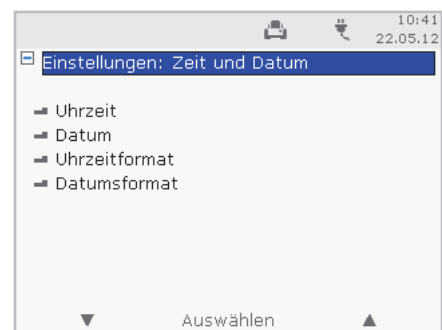 10:41
22.05.12
Einstellungen: Zeit und Datum
Uhrzeit
Datum
Uhrzeitformat
Datumsformat
Auswählen